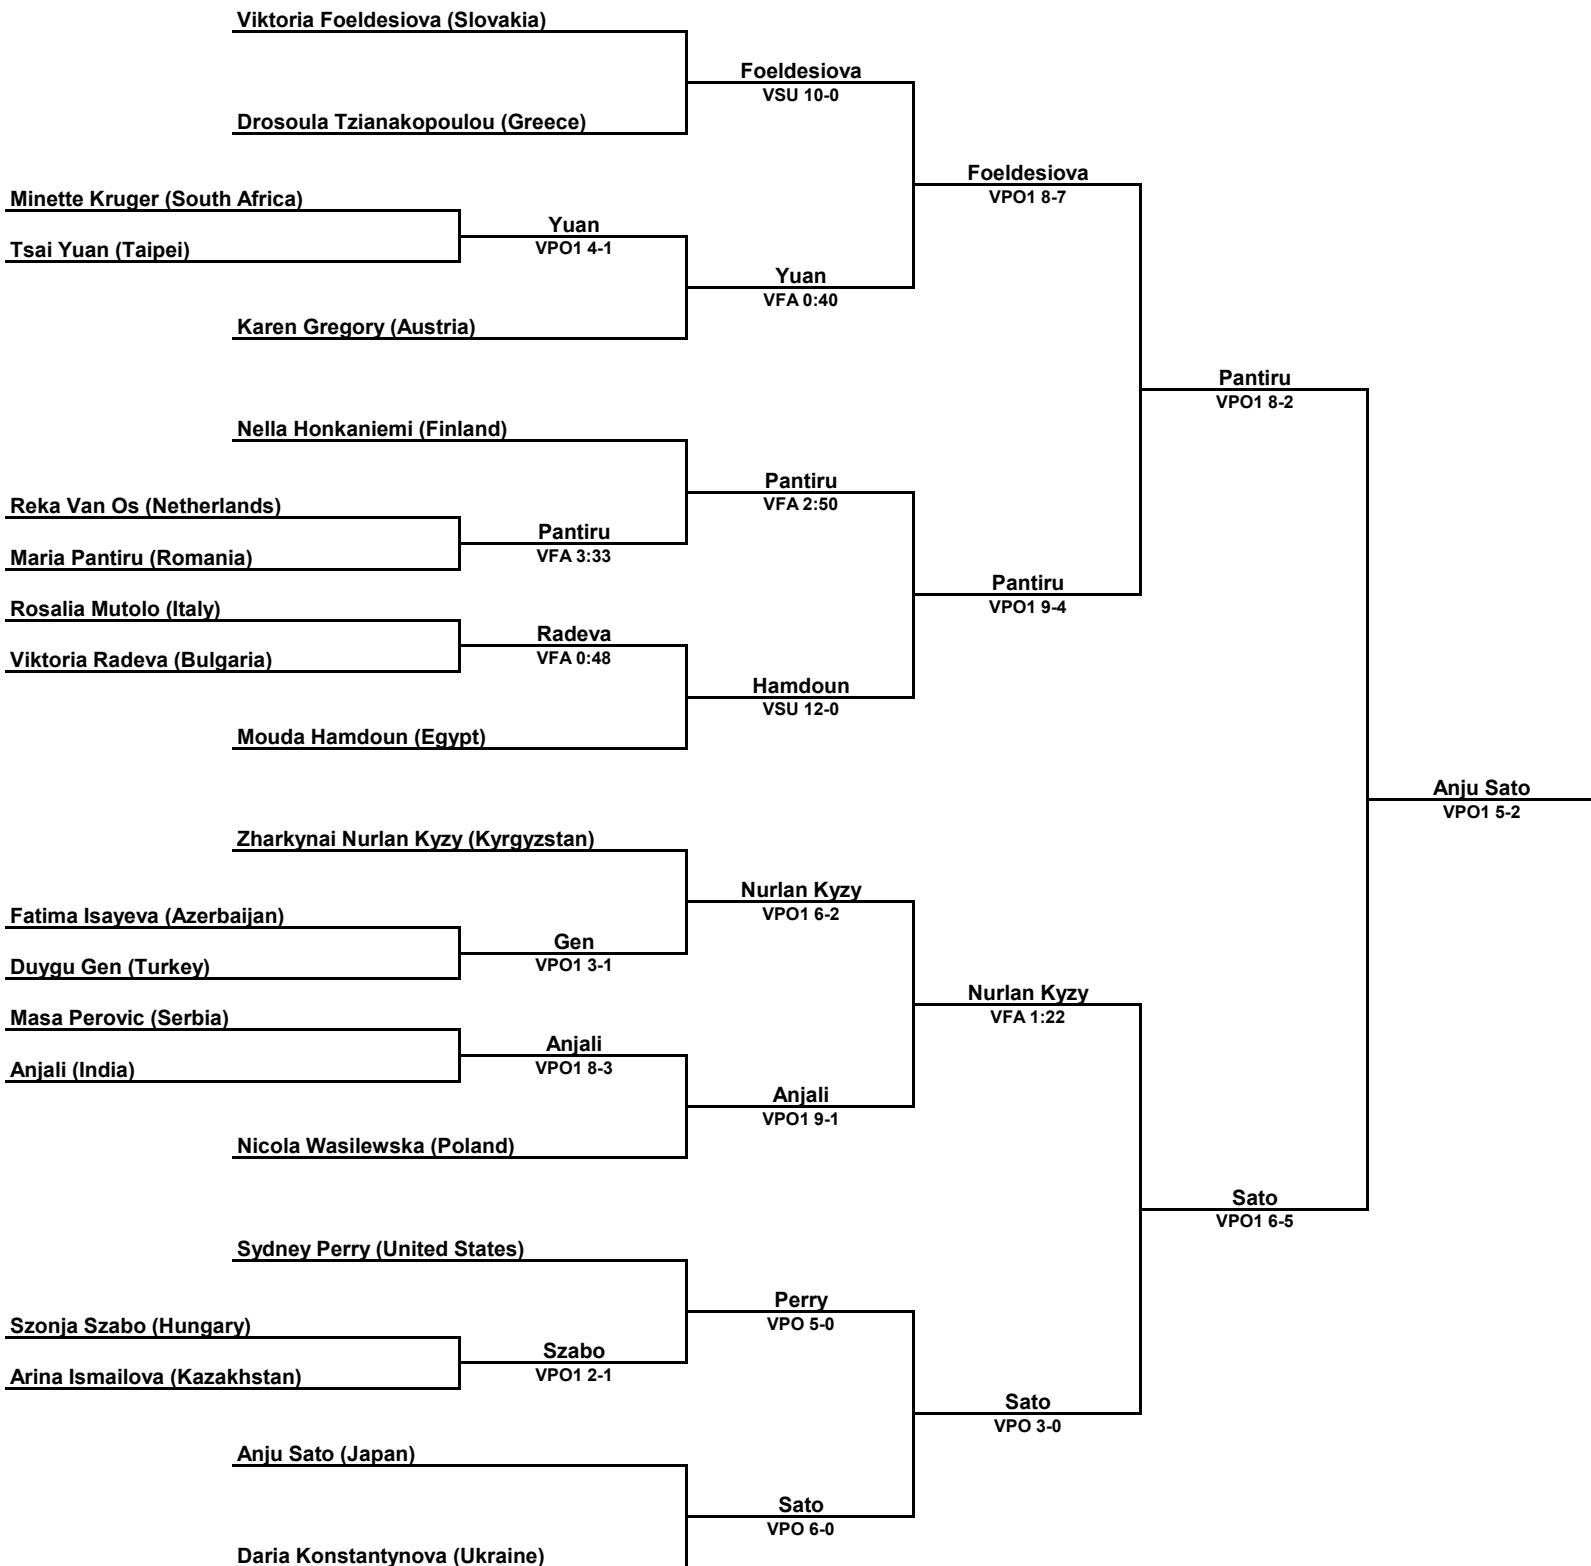 Viktoria Foeldesiova (Slovakia)
Foeldesiova
VSU 10-0
Drosoula Tzianakopoulou (Greece)
Foeldesiova
VPO1 8-7
Minette Kruger (South Africa)
Yuan
VPO1 4-1
Tsai Yuan (Taipei)
Yuan
VFA 0:40
Karen Gregory (Austria)
Pantiru
VPO1 8-2
Nella Honkaniemi (Finland)
Pantiru
VFA 2:50
Reka Van Os (Netherlands)
Pantiru
VFA 3:33
Maria Pantiru (Romania)
Pantiru
VPO1 9-4
Rosalia Mutolo (Italy)
Radeva
VFA 0:48
Viktoria Radeva (Bulgaria)
Hamdoun
VSU 12-0
Mouda Hamdoun (Egypt)
Anju Sato
VPO1 5-2
Zharkynai Nurlan Kyzy (Kyrgyzstan)
Nurlan Kyzy
VPO1 6-2
Fatima Isayeva (Azerbaijan)
Gen
VPO1 3-1
Duygu Gen (Turkey)
Nurlan Kyzy
VFA 1:22
Masa Perovic (Serbia)
Anjali
VPO1 8-3
Anjali (India)
Anjali
VPO1 9-1
Nicola Wasilewska (Poland)
Sato
VPO1 6-5
Sydney Perry (United States)
Perry
VPO 5-0
Szonja Szabo (Hungary)
Szabo
VPO1 2-1
Arina Ismailova (Kazakhstan)
Sato
VPO 3-0
Anju Sato (Japan)
Sato
VPO 6-0
Daria Konstantynova (Ukraine)